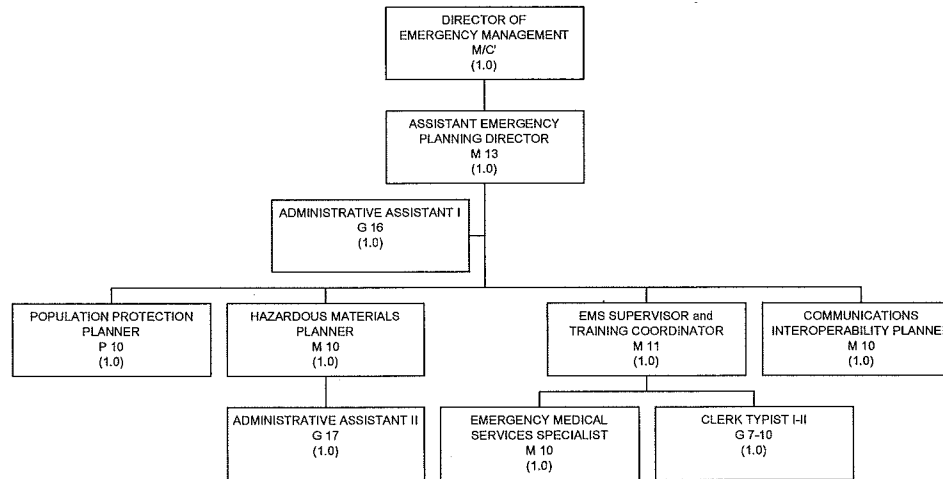 DIRECTOR OF
EMERGENCY MANAGEMENT
M/C'
(1.0)
ASSISTANT EMERGENCY
PLANNING DIRECTOR
M 13
(1.0)
ADMINISTRATIVE ASSISTANT I
G 16
(1.0)
POPULATION PROTECTION
PLANNER
P 10
(1.0)
HAZARDOUS MATERIALS
PLANNER
M 10
(1.0)
EMS SUPERVISOR and
TRAINING COORDINATOR
M 11
(1.0)
COMMUNICATIONS
INTEROPERABILITY PLANNE
M 10
(1.0)
ADMINISTRATIVE ASSISTANT II
G 17
(1.0)
EMERGENCY MEDICAL
SERVICES SPECIALIST
M 10
(1.0)
CLERK TYPIST I-II
G 7-10
(1.0)